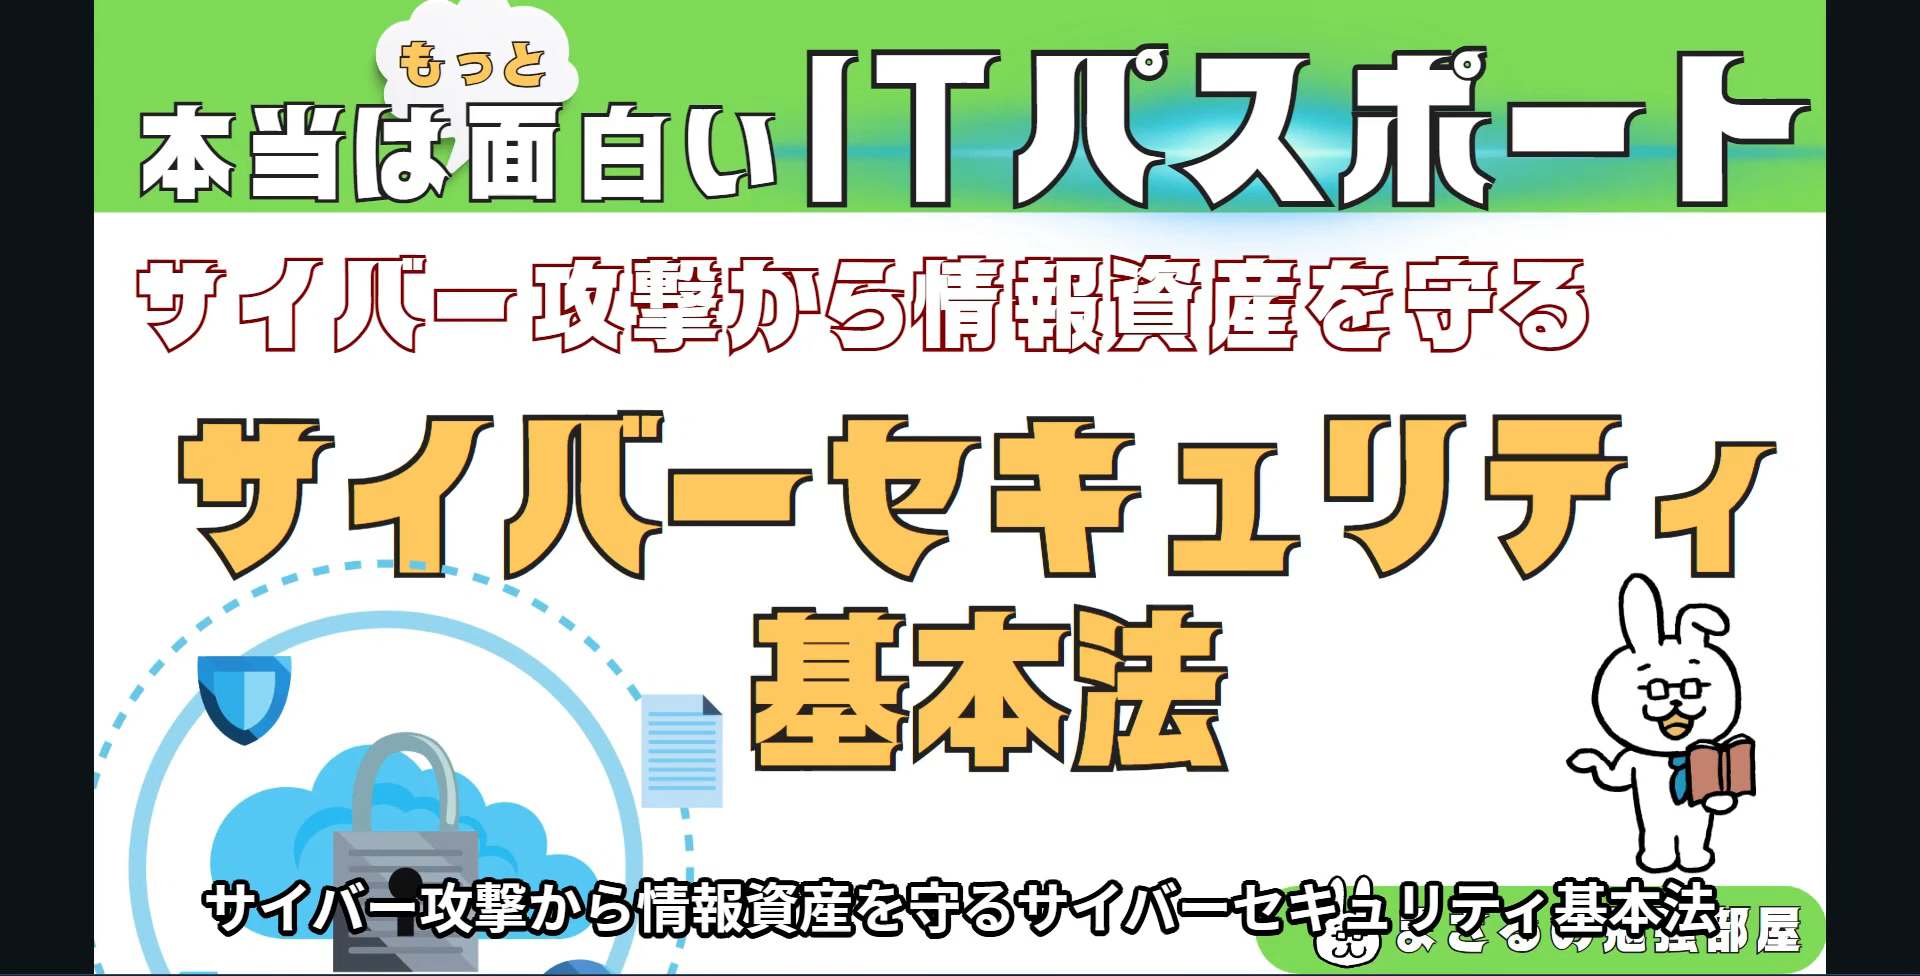 もっと
本当は面白いITパスポート
サイバー攻撃から情報資産を守る
サイバーセキュリティ
基本法
サイバー攻撃から情報資産を守るサイバーセキュリティ基本法
部屋